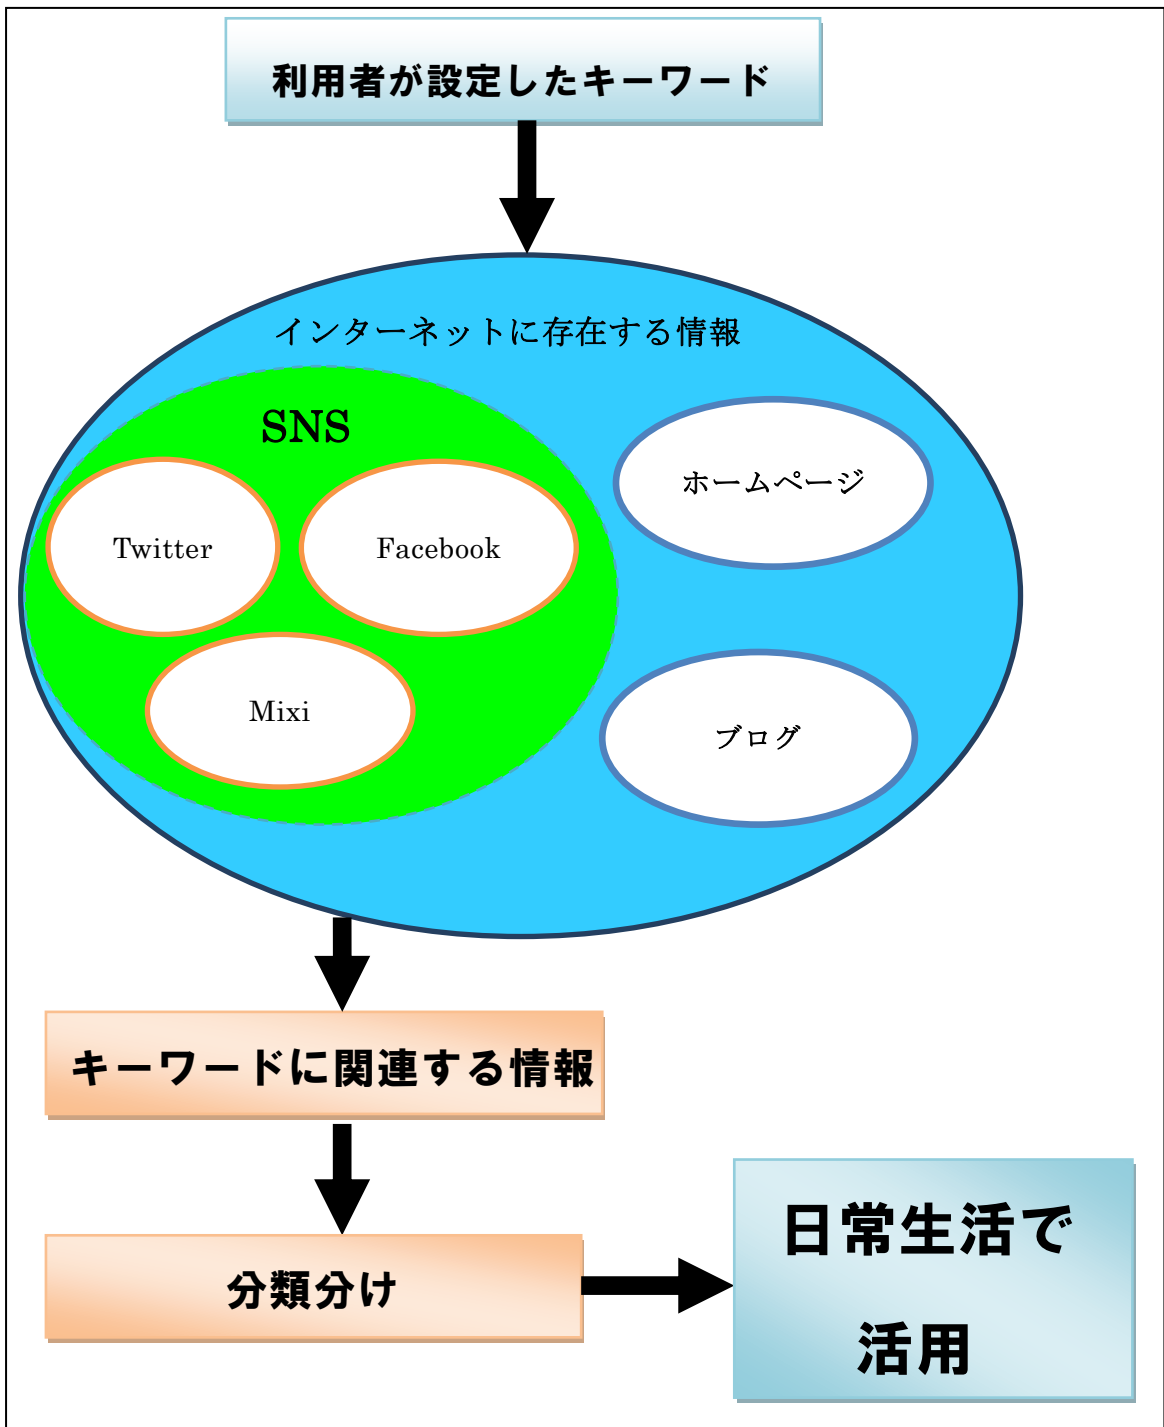 利用者が設定したキーワード
インターネットに存在する情報
SNS
ホームページ
Twitter
Facebook
Mixi
ブログ
キーワードに関連する情報
分類分け
日常生活で
活用